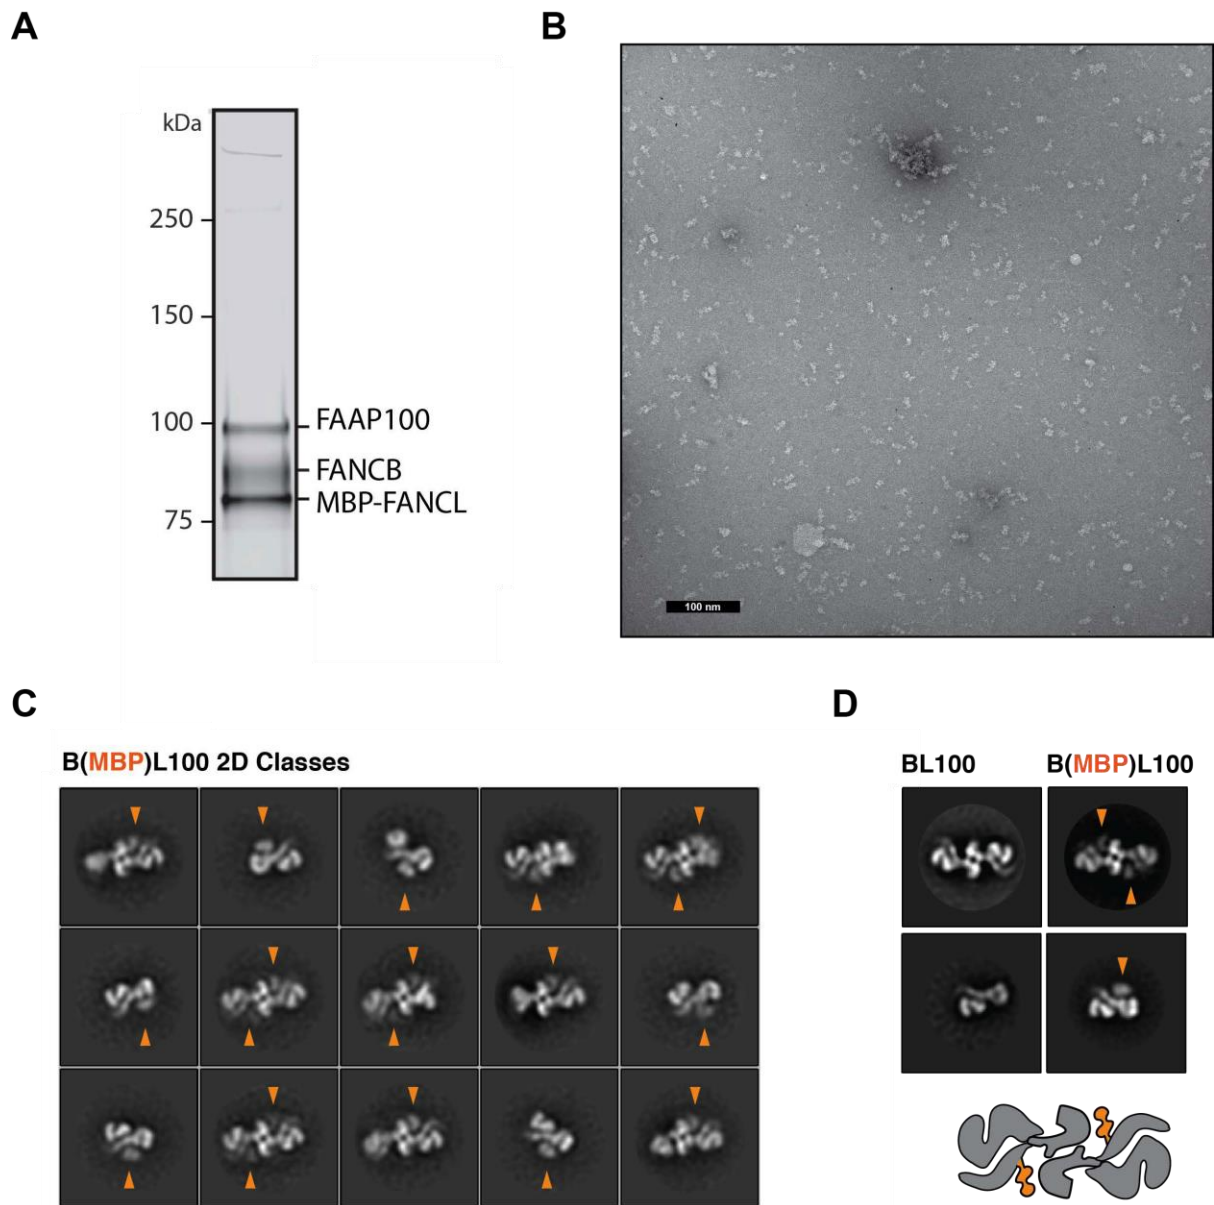 A
B
kDa
250
150
100
75
FAAP100
FANCB
MBP-FANCL
100 nm
C
D
B(MBP)L100 2D Classes
BL100
B(MBP)L100